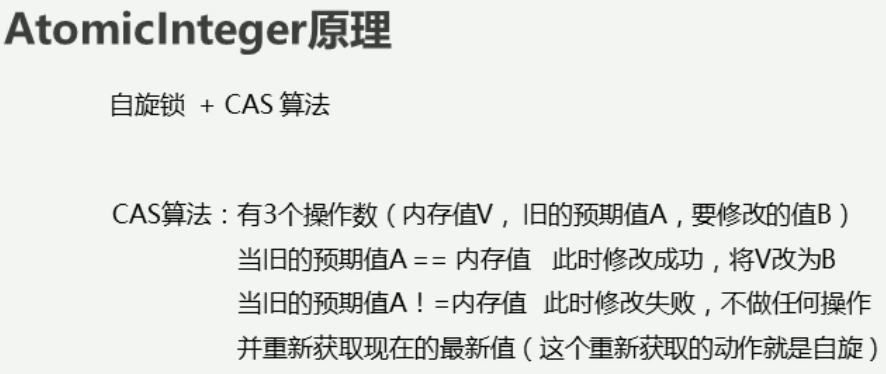 AtomicInteger原理
自旋锁 + CAS 算法
CAS算法：有3个操作数（内存值V， 旧的预期值A，要修改的值B）
当旧的预期值A == 内存值 此时修改成功，将V改为B
当旧的预期值A！=内存值 此时修改失败，不做任何操作
并重新获取现在的最新值（这个重新获取的动作就是自旋）